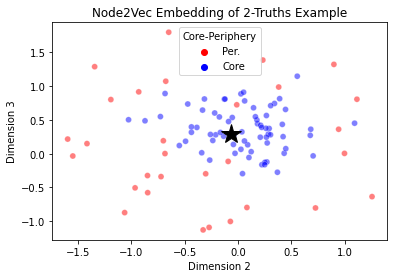 Node2Vec Embedding of 2-Truths Example
Core-Periphery
Per.
Core
Dimension 3
1.5
1.0
0.5
0.0
−0.5
−1.0
−1.5 −1.0 −0.5 0.0 0.5 1.0
Dimension 2